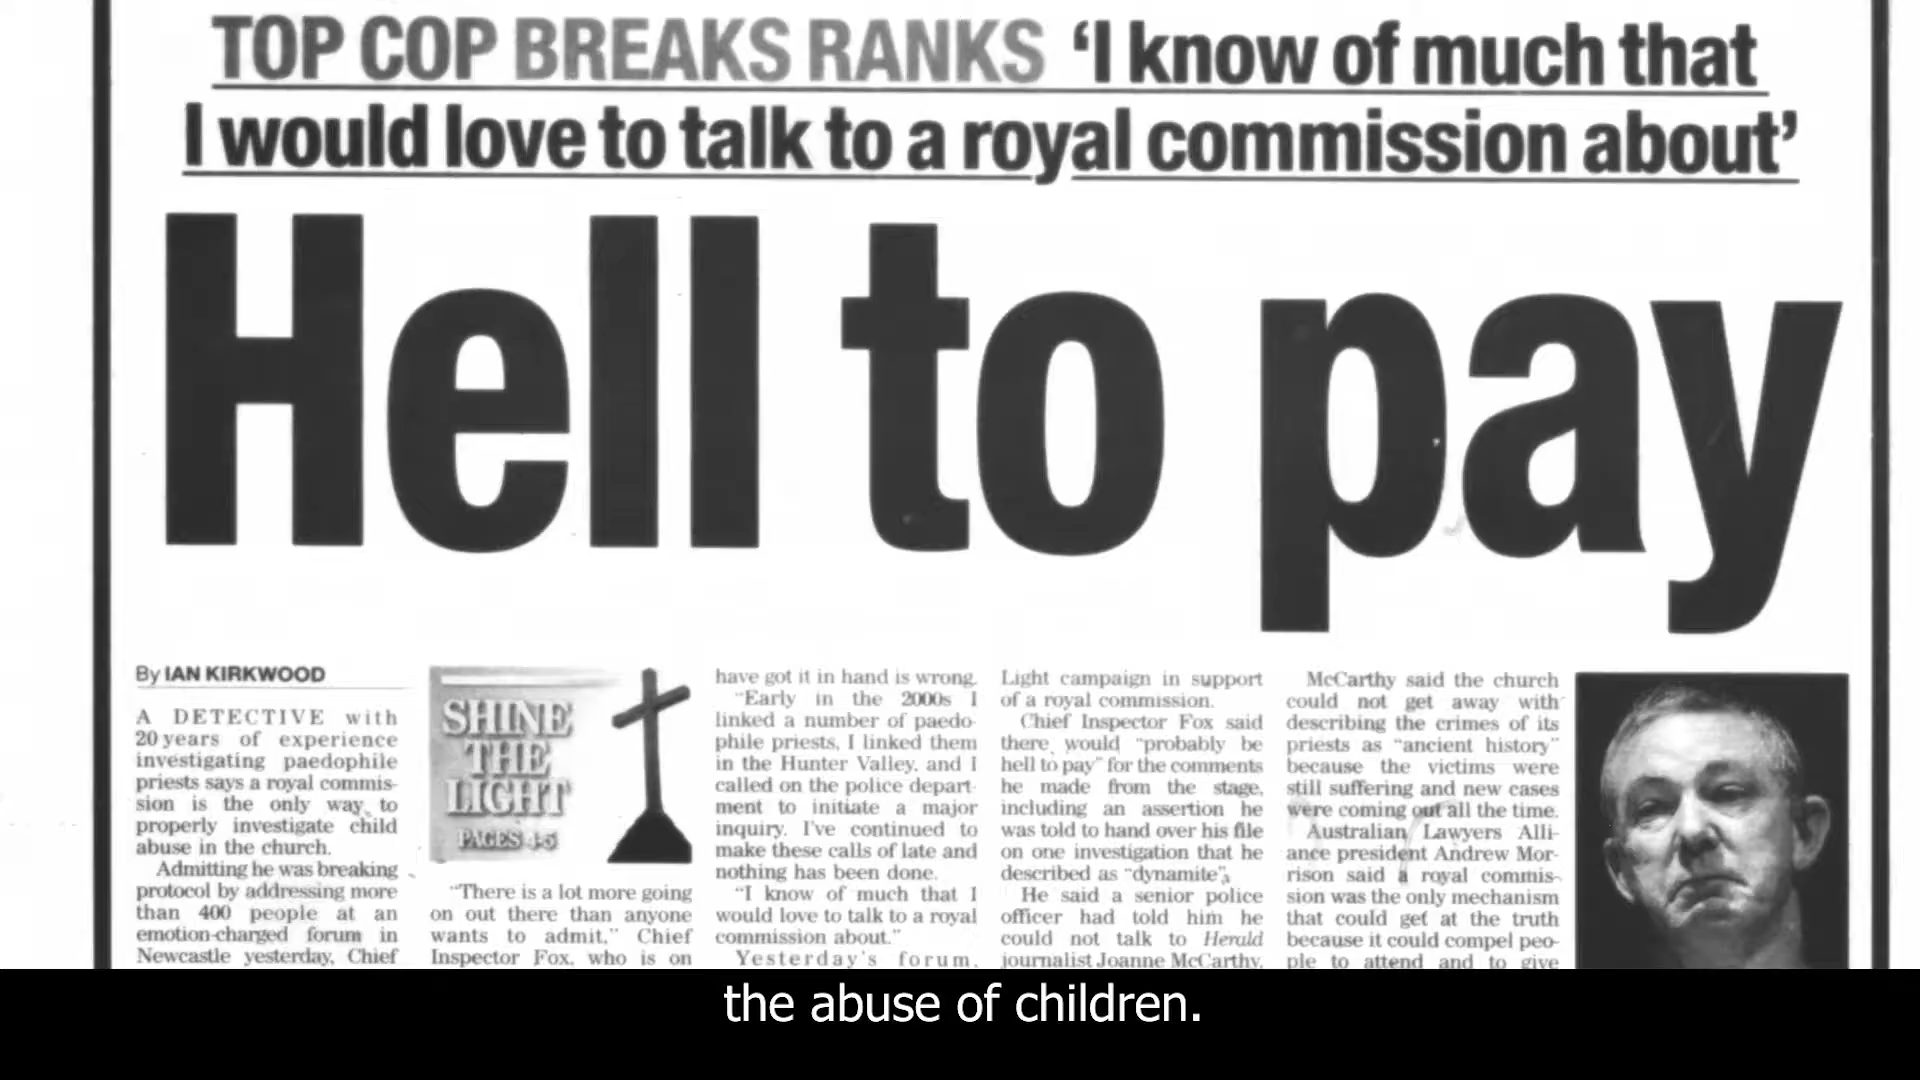 TOP COP BREAKS RANKS ‘I know of much that
I would love to talk to a royal commission about’
Hell to pay
By IAN KIRKWOOD
A DETECTIVE with
20 years of experience
investigating paedophile
priests says a royal commis-
sion is the only way to
properly investigate child
abuse in the church.
Admitting he was breaking
protocol by addressing more
than 400 people at an
emotion-charged forum in
Newcastle yesterday, Chief
SHINE
THE
LIGHT
PAGES 4-5
“There is a lot more going
on out there than anyone
wants to admit,” Chief
Inspector Fox, who is on
have got it in hand is wrong.
“Early in the 2000s I
linked a number of paedo-
phile priests, I linked them
in the Hunter Valley, and I
called on the police depart-
ment to initiate a major
inquiry. I’ve continued to
make these calls of late and
nothing has been done.
“I know of much that I
would love to talk to a royal
commission about.”
Yesterday’s forum,
Light campaign in support
of a royal commission.
Chief Inspector Fox said
there would “probably be
hell to pay” for the comments
he made from the stage,
including an assertion he
was told to hand over his file
on one investigation that he
described as “dynamite”.
He said a senior police
officer had told him he
could not talk to Herald
journalist Joanne McCarthy,
McCarthy said the church
could not get away with
describing the crimes of its
priests as “ancient history”
because the victims were
still suffering and new cases
were coming out all the time.
Australian Lawyers Alli-
ance president Andrew Mor-
rison said a royal commis-
sion was the only mechanism
that could get at the truth
because it could compel peo-
ple to attend and to give
the abuse of children.